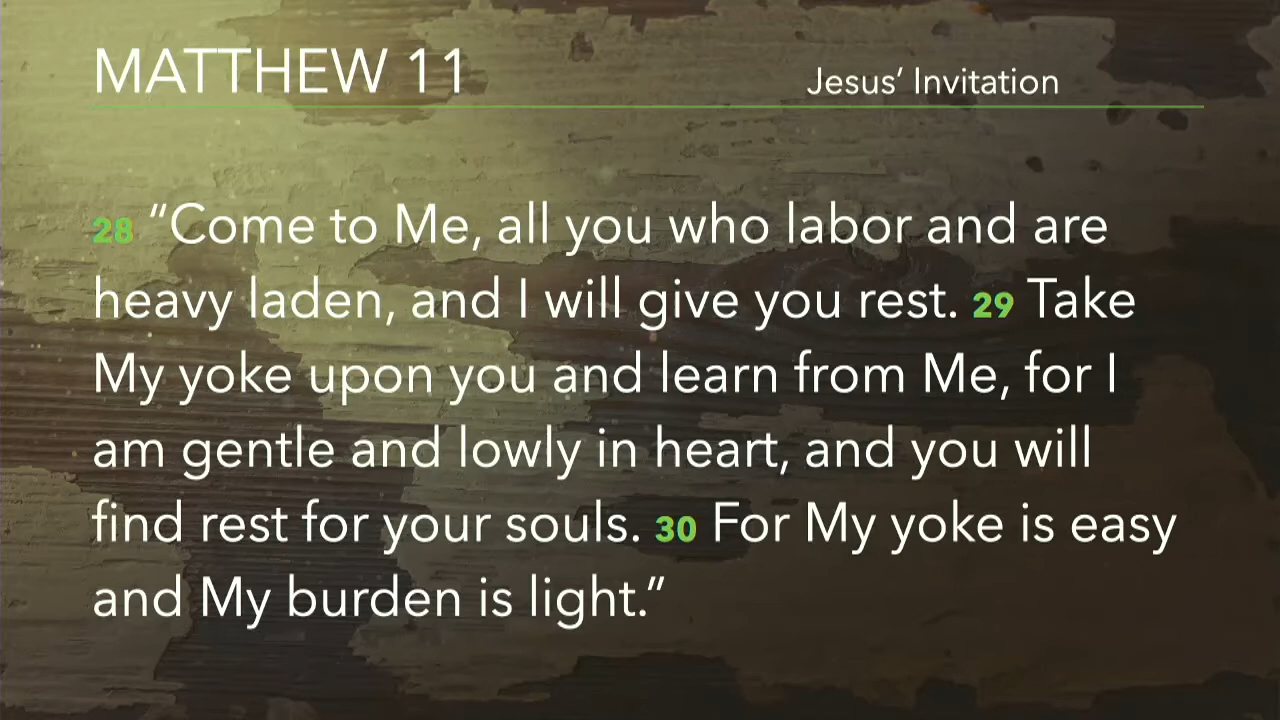 MATTHEW 11
Jesus’ Invitation
28 “Come to Me, all you who labor and are
heavy laden, and I will give you rest. 29 Take
My yoke upon you and learn from Me, for I
am gentle and lowly in heart, and you will
find rest for your souls. 30 For My yoke is easy
and My burden is light.”